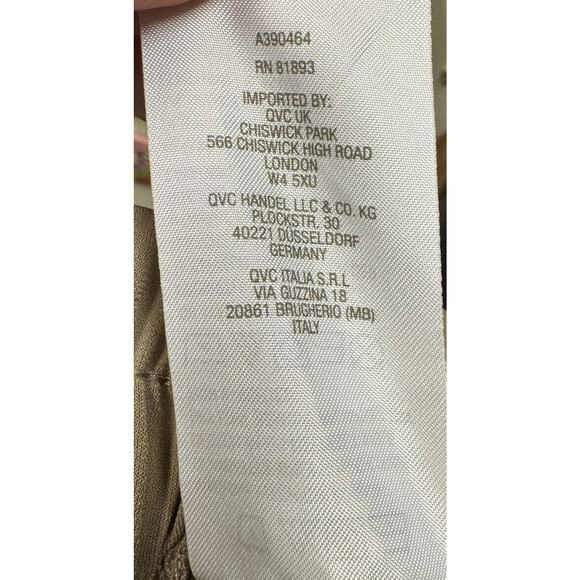 A390464
RN 81893
IMPORTED BY:
QVC UK
CHISWICK PARK
566 CHISWICK HIGH ROAD
LONDON
W4 5XU
QVC HANDEL LLC & CO. KG
PLOCKSTR. 30
40221 DÜSSELDORF
GERMANY
QVC ITALIA S.R.L
VIA GUZZINA 18
20861 BRUGHERIO (MB)
ITALY